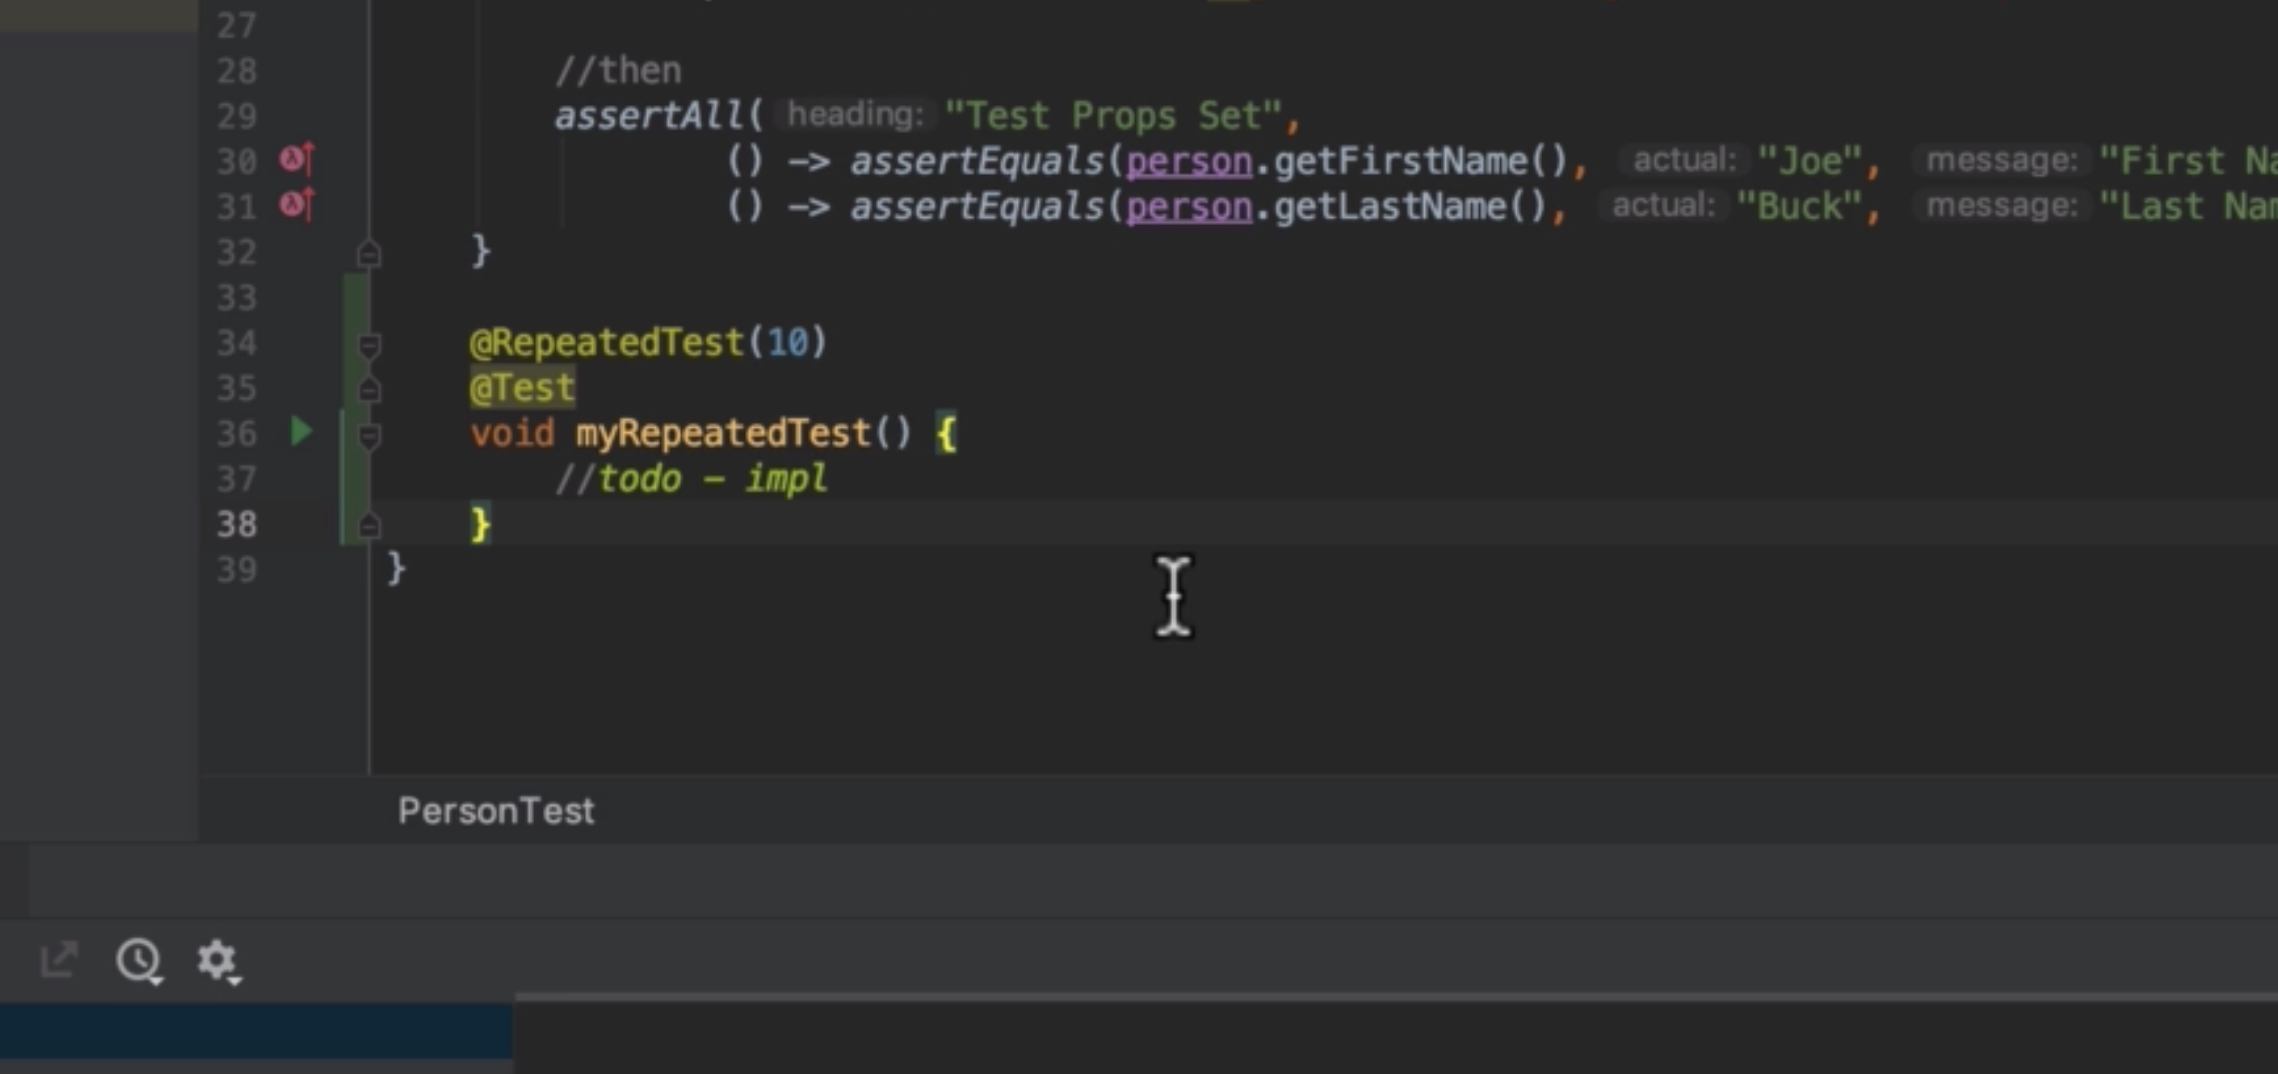 27
28 //then
29 assertAll( heading: "Test Props Set",
30 () -> assertEquals(person.getFirstName(), actual: "Joe", message: "First
31 () -> assertEquals(person.getLastName(), actual: "Buck", message: "Last
32 }
33
34 @RepeatedTest(10)
35 @Test
36 void myRepeatedTest() {
37 //todo – impl
38 }
39 }
PersonTest